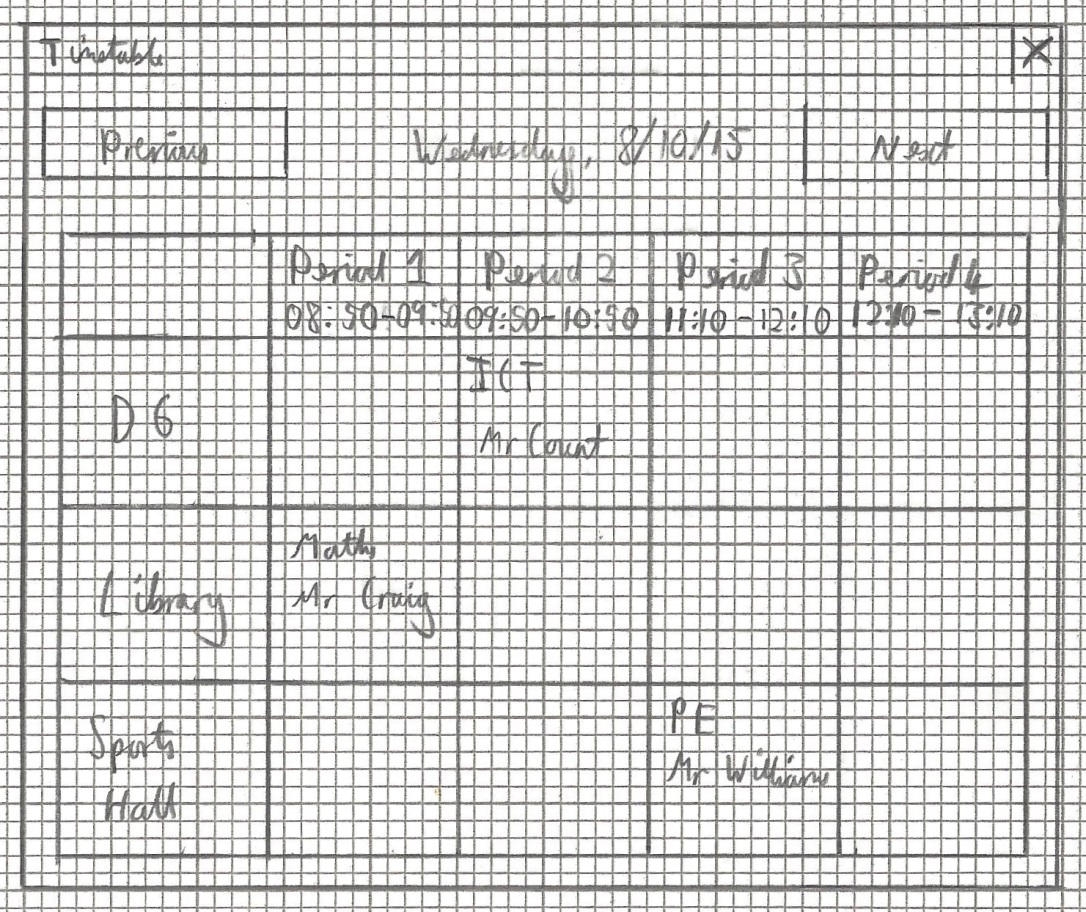 Timetable X
Previous Wednesday, 8/10/15 Next
Period 1 Period 2 Period 3 Period 4
08:50-09:50 09:50-10:50 11:10-12:10 12:10-13:10
D6
ICT
Mr Count
Library
Maths
Mr Craig
Sports
Hall
PE
Mr Williams